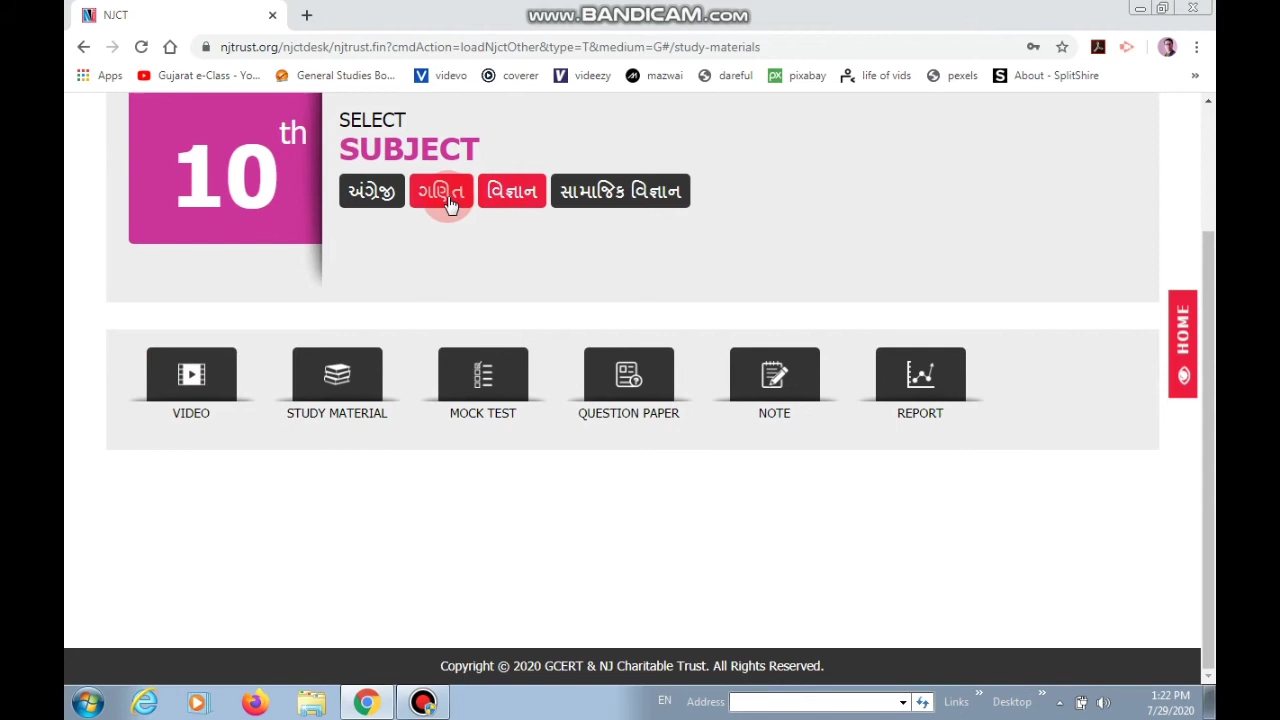 NJCT
www.BANDICAM.com
njtrust.org/njctdesk/njtrust.fin?cmdAction=loadNjctOther&type=T&medium=G#/study-materials
Apps Gujarat e-Class - Yo... General Studies Bo... videvo coverer videezy mazwai dareful pixabay life of vids pexels About - SplitShire »
10th
SELECT
SUBJECT
અંગ્રેજી ગણિત વિજ્ઞાન સામાજિક વિજ્ઞાન
HOME
VIDEO STUDY MATERIAL MOCK TEST QUESTION PAPER NOTE REPORT
Copyright © 2020 GCERT & NJ Charitable Trust. All Rights Reserved.
EN Address Links » Desktop » 1:22 PM
7/29/2020